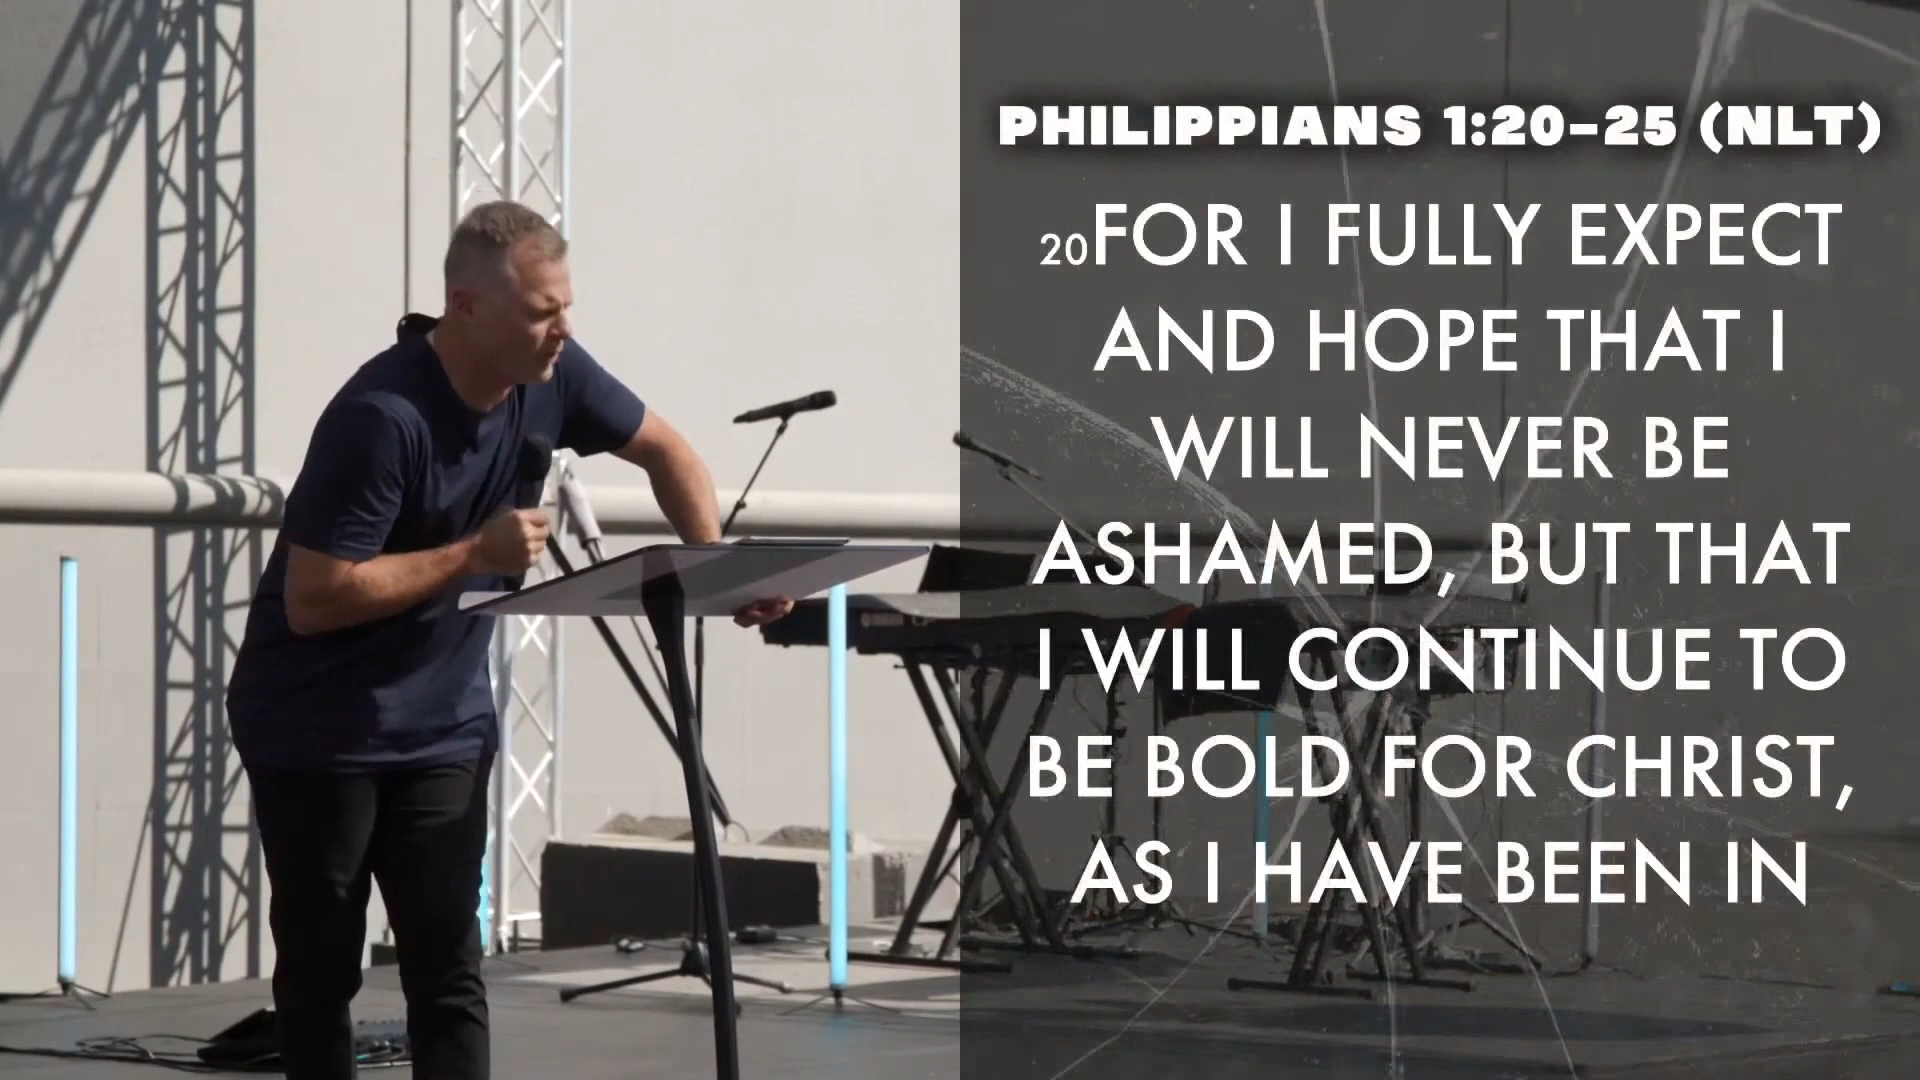 PHILIPPIANS 1:20-25 (NLT)
20FOR I FULLY EXPECT
AND HOPE THAT I
WILL NEVER BE
ASHAMED, BUT THAT
I WILL CONTINUE TO
BE BOLD FOR CHRIST,
AS I HAVE BEEN IN